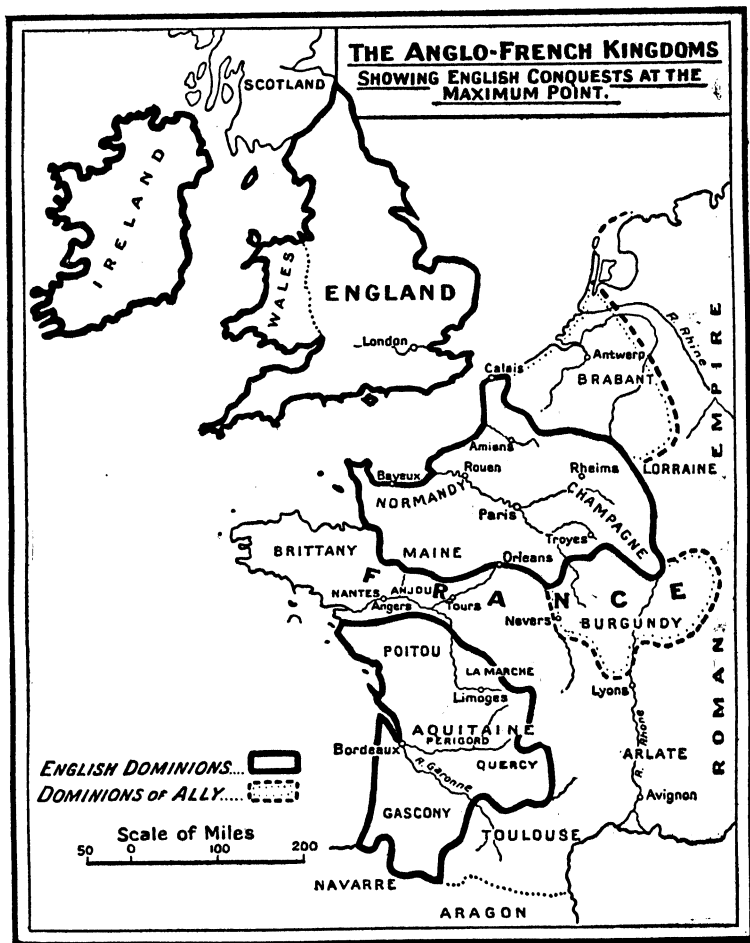 THE ANGLO-FRENCH KINGDOMS
SHOWING ENGLISH CONQUESTS AT THE
MAXIMUM POINT.
SCOTLAND
IRELAND
WALES
ENGLAND
London
Calais
Antwerp
BRABANT
R. Rhine
ROMAN EMPIRE
LORRAINE
Amiens
Rouen
Bayeux
NORMANDY
Rheims
CHAMPAGNE
Paris
Troyes
BRITTANY
MAINE
Orleans
FRANCE
NANTES
ANJOU
Angers
Tours
Nevers
BURGUNDY
POITOU
LA MARCHE
Limoges
Lyons
AQUITAINE
PERIGORD
Bordeaux
R. Garonne
QUERCY
R. Rhone
ARLATE
Avignon
GASCONY
TOULOUSE
NAVARRE
ARAGON
ENGLISH DOMINIONS....
DOMINIONS OF ALLY.....
Scale of Miles
50 0 100 200